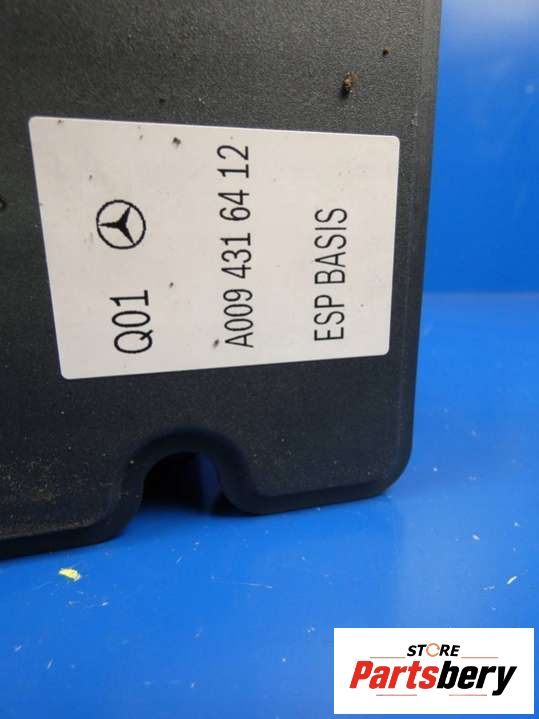 Q01
A009 431 64 12
ESP BASIS
STORE
Partsbery